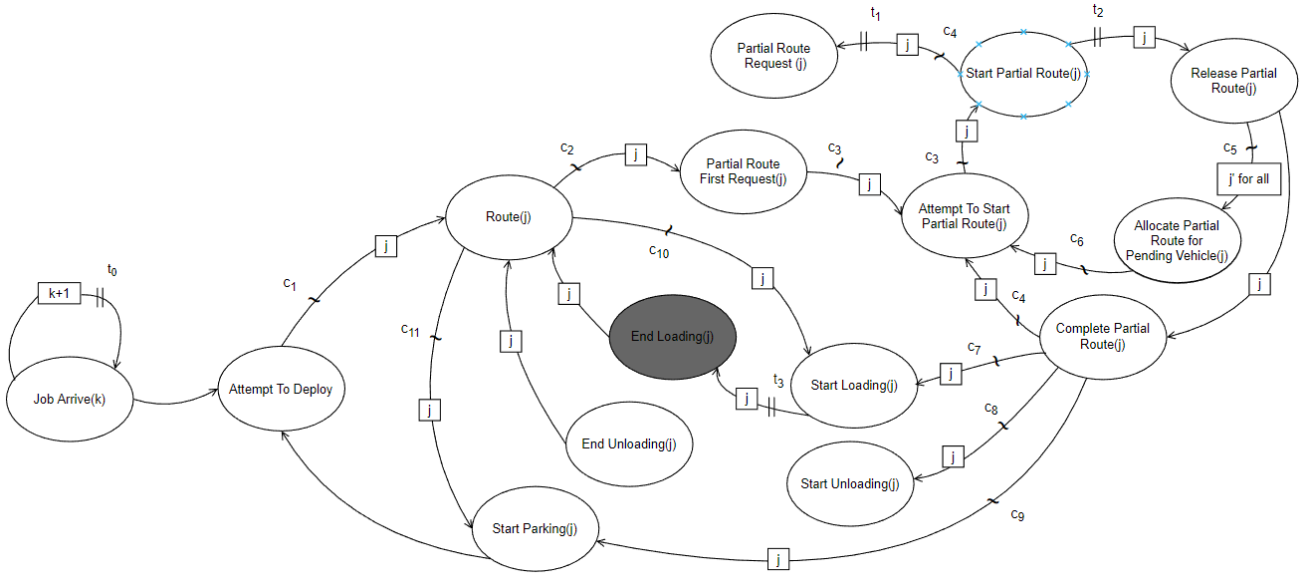 t1
t2
c4
j
j
Partial Route
Request (j)
Start Partial Route(j)
Release Partial
Route(j)
j
c2
j
c3
c3
c5
Partial Route
First Request(j)
j
j' for all
Route(j)
Attempt To Start
Partial Route(j)
Allocate Partial
Route for
Pending Vehicle(j)
j
c10
c6
j
t0
k+1
c1
j
j
j
j
c4
c11
j
End Loading(j)
Complete Partial
Route(j)
c7
j
t3
j
Start Loading(j)
Job Arrive(k)
Attempt To Deploy
j
c8
End Unloading(j)
j
Start Unloading(j)
Start Parking(j)
c9
j